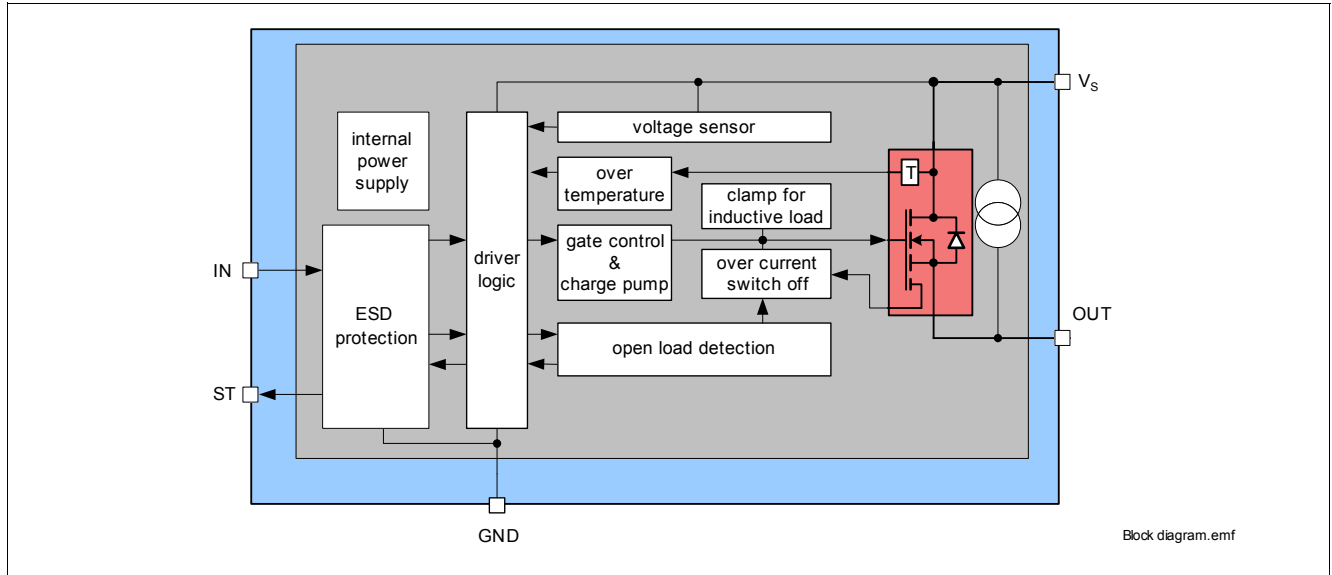 V_S
voltage sensor
internal
power
supply
T
over
temperature
clamp for
inductive load
IN
driver
logic
gate control
&
charge pump
over current
switch off
ESD
protection
OUT
open load detection
ST
GND
Block diagram.emf